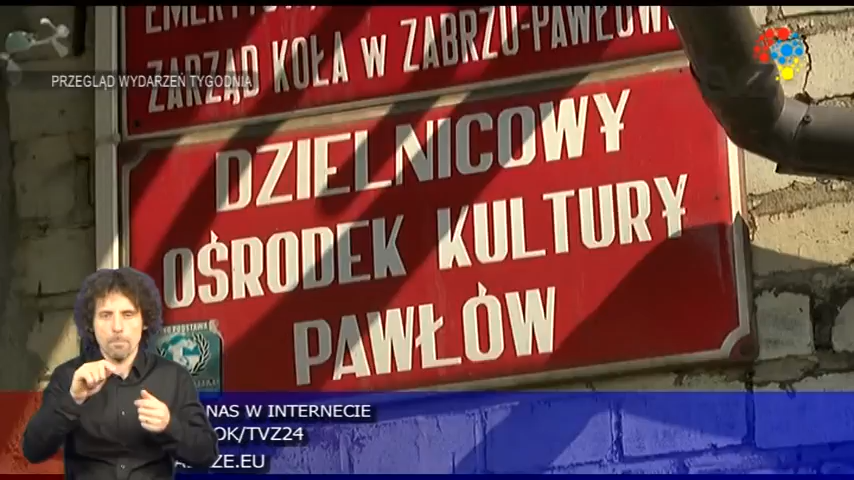 ZARZĄD KOŁA W ZABRZU-PAWŁOWIE
PRZEGLĄD WYDARZEŃ TYGODNIA
DZIELNICOWY
OŚRODEK KULTURY
PAWŁÓW
NAS W INTERNECIE
OK/TVZ24
ZE.EU